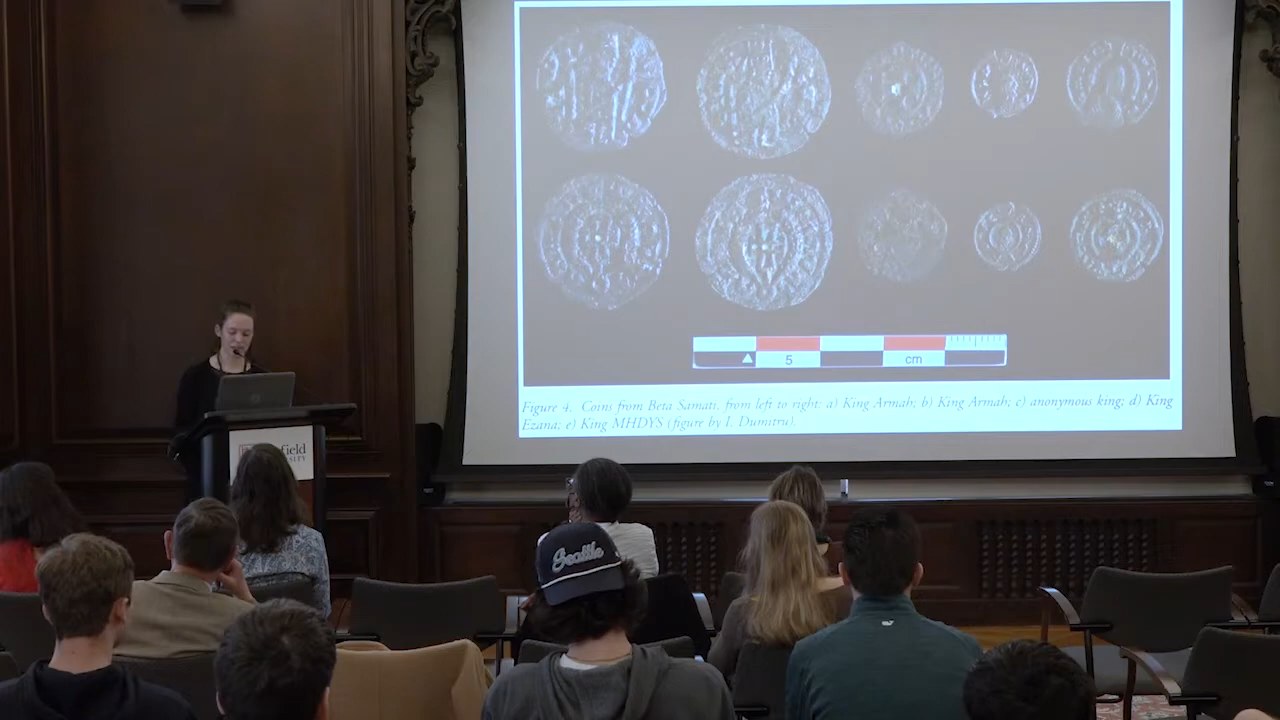 5 cm
Figure 4. Coins from Beta Samati, from left to right: a) King Armah; b) King Armah; c) anonymous king; d) King
Ezana; e) King MHDYS (figure by I. Dumitru).
field
Seattle